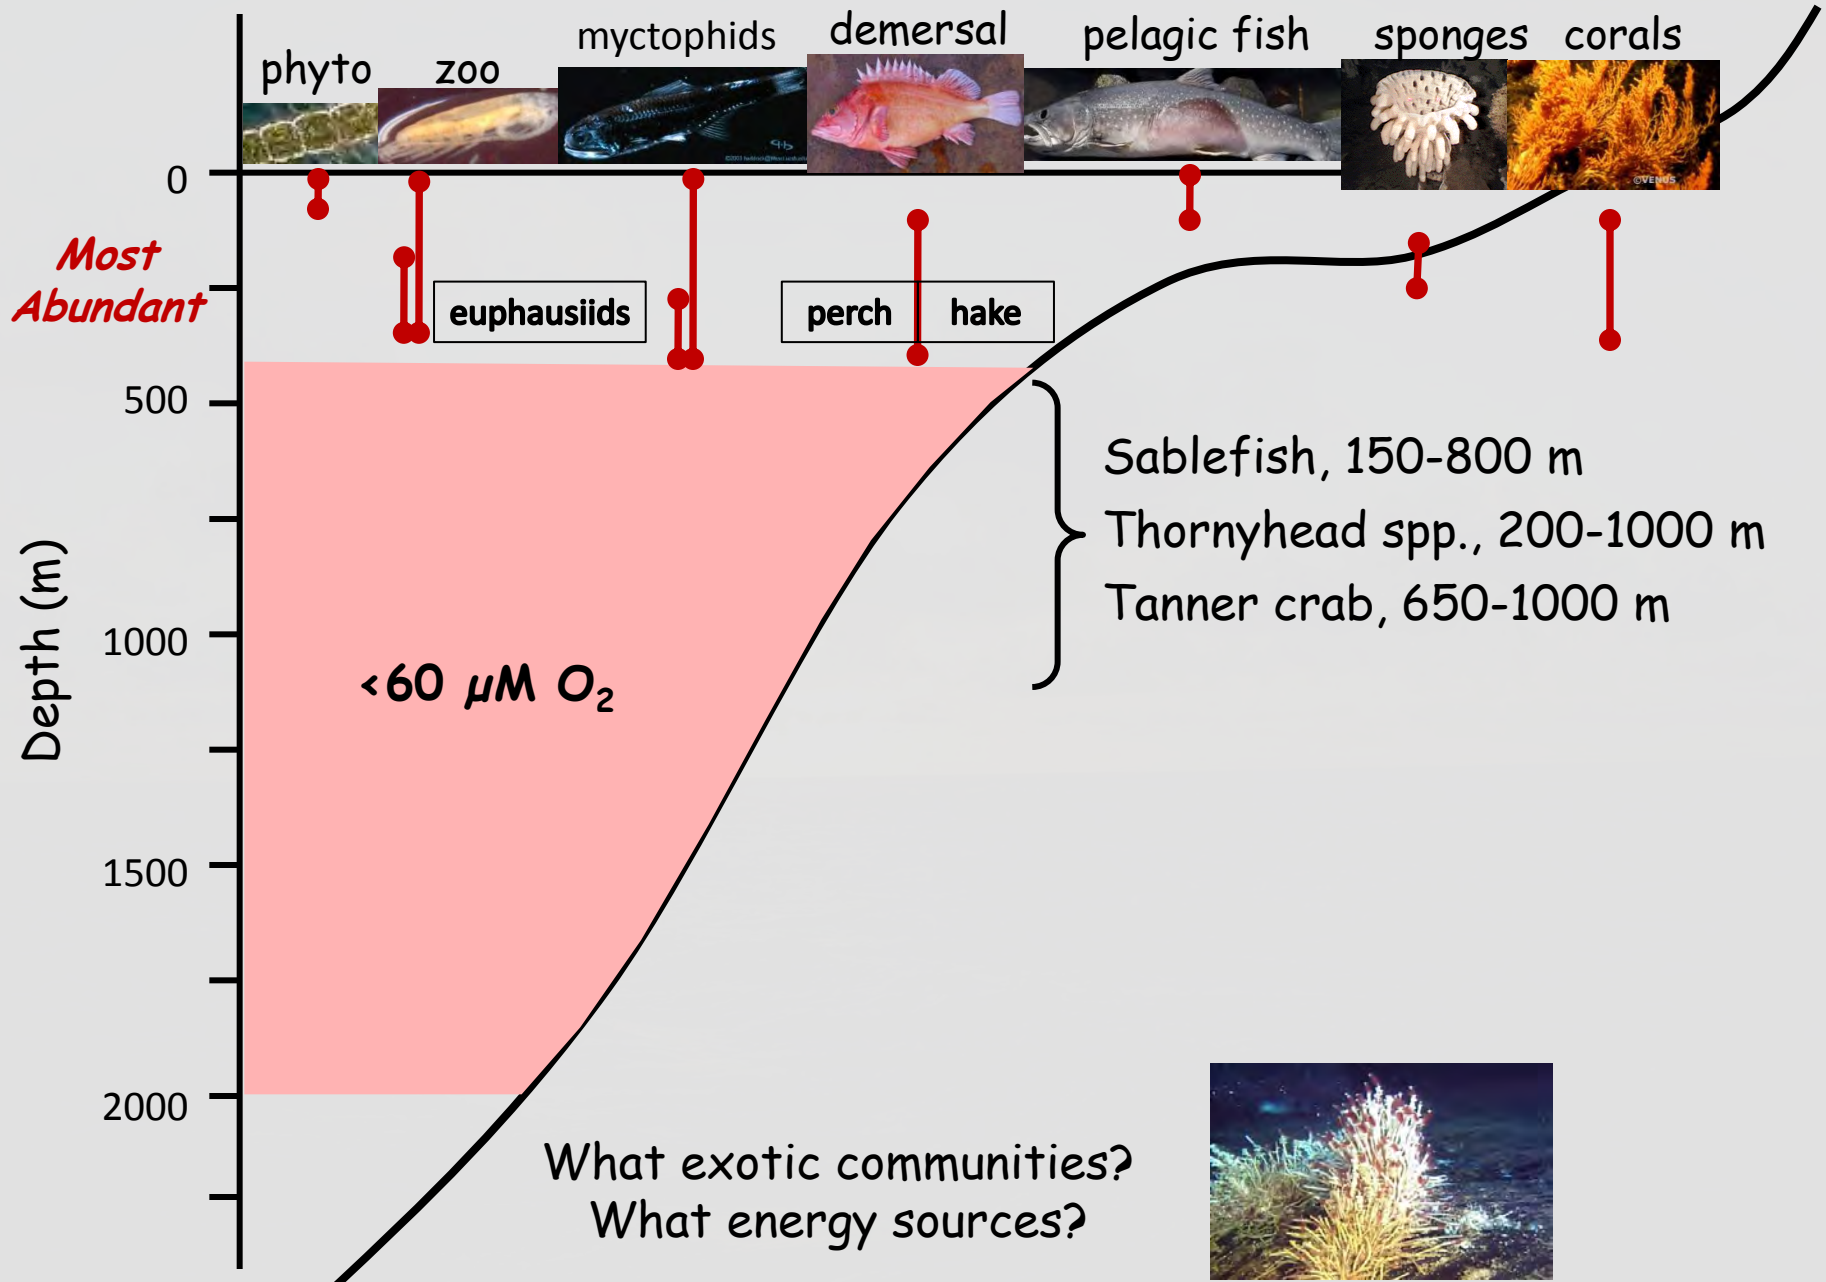 phyto
zoo
myctophids
demersal
pelagic fish
sponges
corals
©VENUS
0
Most
Abundant
euphausiids
perch
hake
500
Sablefish, 150-800 m
Thornyhead spp., 200-1000 m
Tanner crab, 650-1000 m
Depth (m)
1000
<60 µM O₂
1500
2000
What exotic communities?
What energy sources?